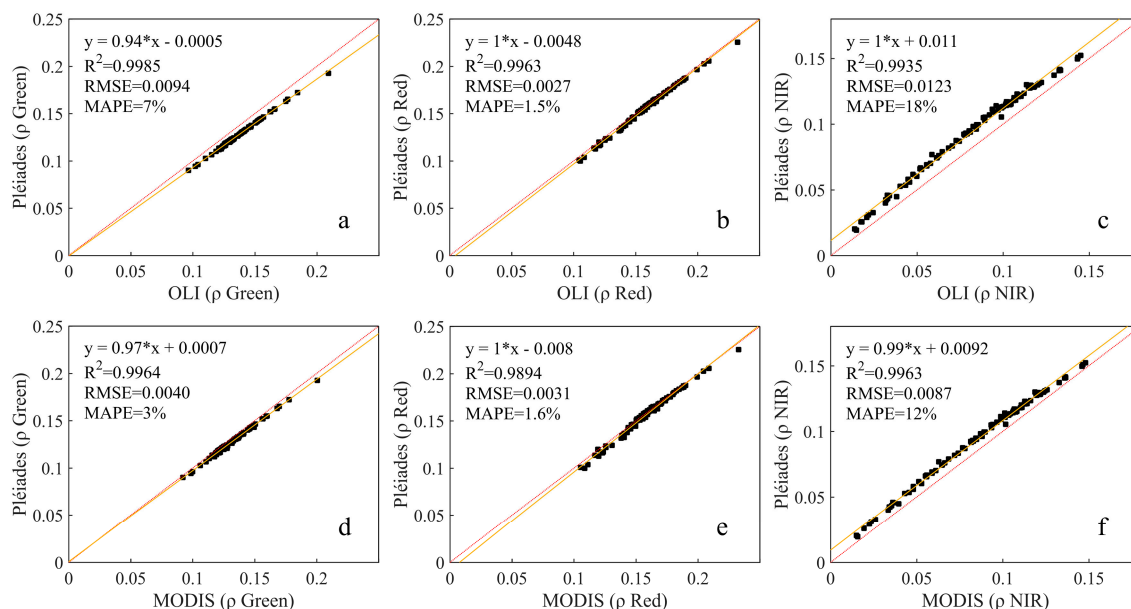 y = 0.94*x - 0.0005
R²=0.9985
RMSE=0.0094
MAPE=7%
0.25
0.2
0.15
0.1
0.05
0
Pléiades (ρ Green)
a
0 0.05 0.1 0.15 0.2
OLI (ρ Green)
y = 1*x - 0.0048
R²=0.9963
RMSE=0.0027
MAPE=1.5%
0.25
0.2
0.15
0.1
0.05
0
Pléiades (ρ Red)
b
0 0.05 0.1 0.15 0.2
OLI (ρ Red)
y = 1*x + 0.011
R²=0.9935
RMSE=0.0123
MAPE=18%
0.15
0.1
0.05
0
Pléiades (ρ NIR)
c
0 0.05 0.1 0.15
OLI (ρ NIR)
y = 0.97*x + 0.0007
R²=0.9964
RMSE=0.0040
MAPE=3%
0.25
0.2
0.15
0.1
0.05
0
Pléiades (ρ Green)
d
0 0.05 0.1 0.15 0.2
MODIS (ρ Green)
y = 1*x - 0.008
R²=0.9894
RMSE=0.0031
MAPE=1.6%
0.25
0.2
0.15
0.1
0.05
0
Pléiades (ρ Red)
e
0 0.05 0.1 0.15 0.2
MODIS (ρ Red)
y = 0.99*x + 0.0092
R²=0.9963
RMSE=0.0087
MAPE=12%
0.15
0.1
0.05
0
Pléiades (ρ NIR)
f
0 0.05 0.1 0.15
MODIS (ρ NIR)